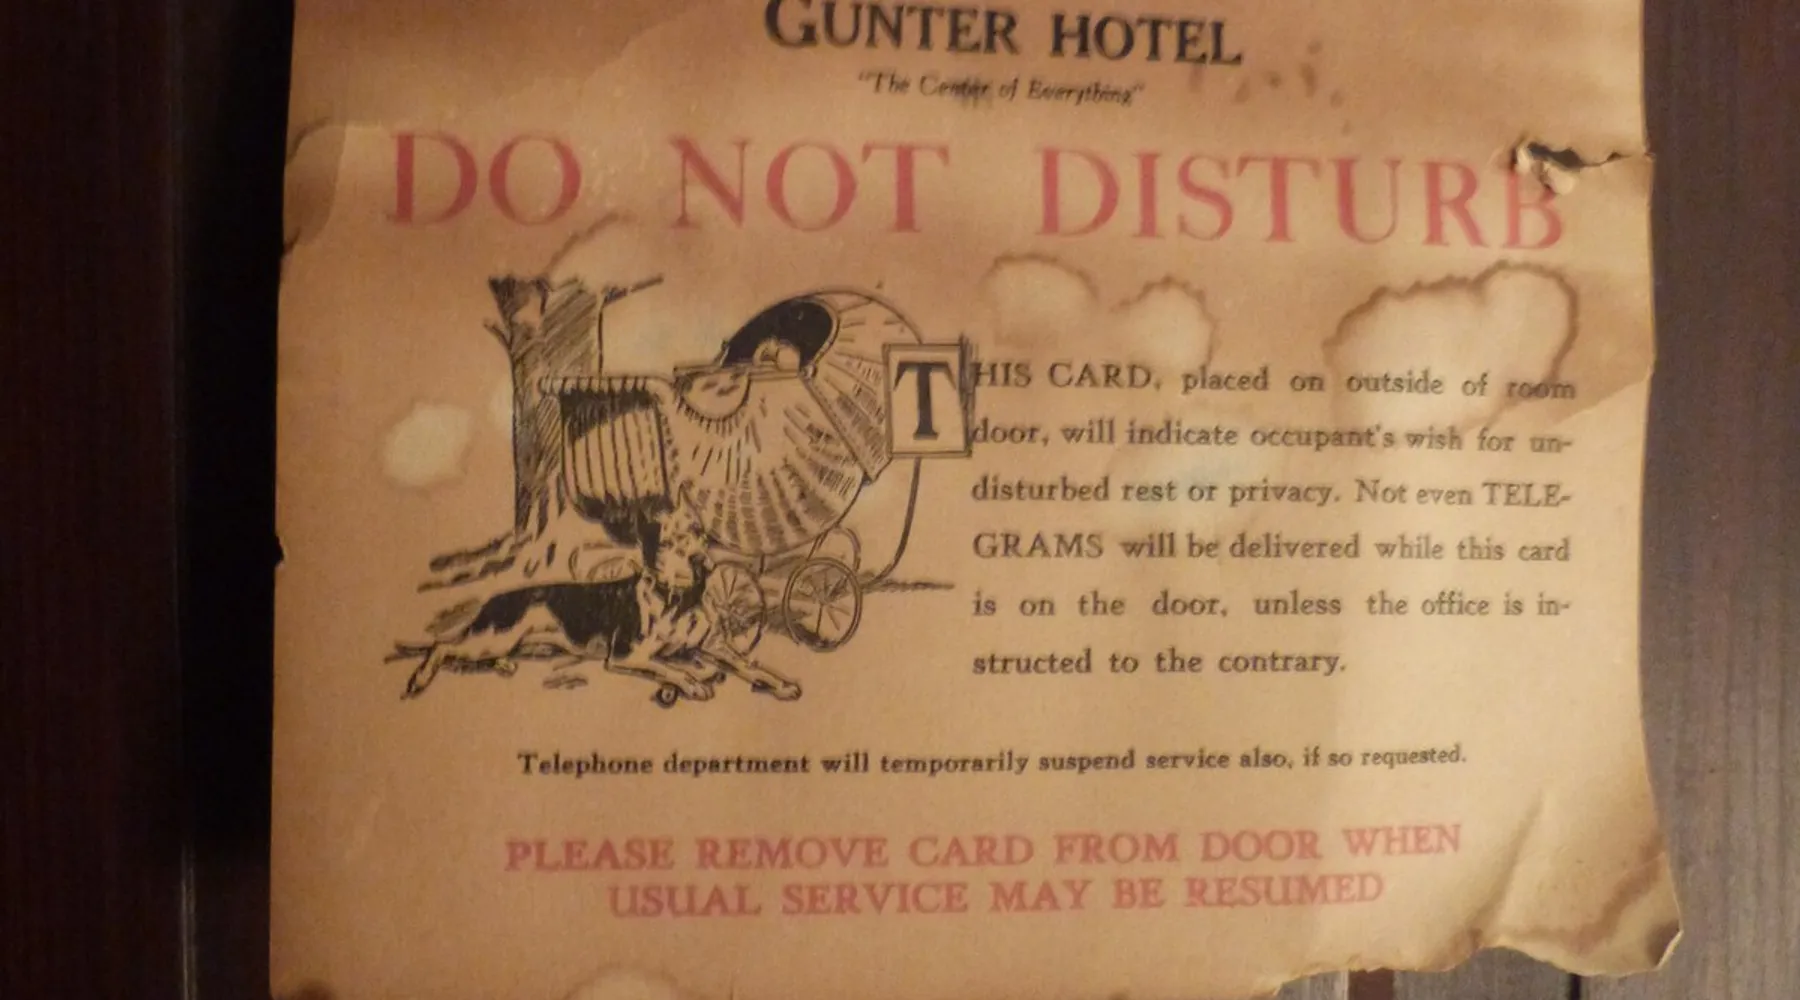 GUNTER HOTEL
"The Center of Everything"
DO NOT DISTURB
THIS CARD, placed on outside of room
door, will indicate occupant's wish for un-
disturbed rest or privacy. Not even TELE-
GRAMS will be delivered while this card
is on the door, unless the office is in-
structed to the contrary.
Telephone department will temporarily suspend service also, if so requested.
PLEASE REMOVE CARD FROM DOOR WHEN
USUAL SERVICE MAY BE RESUMED